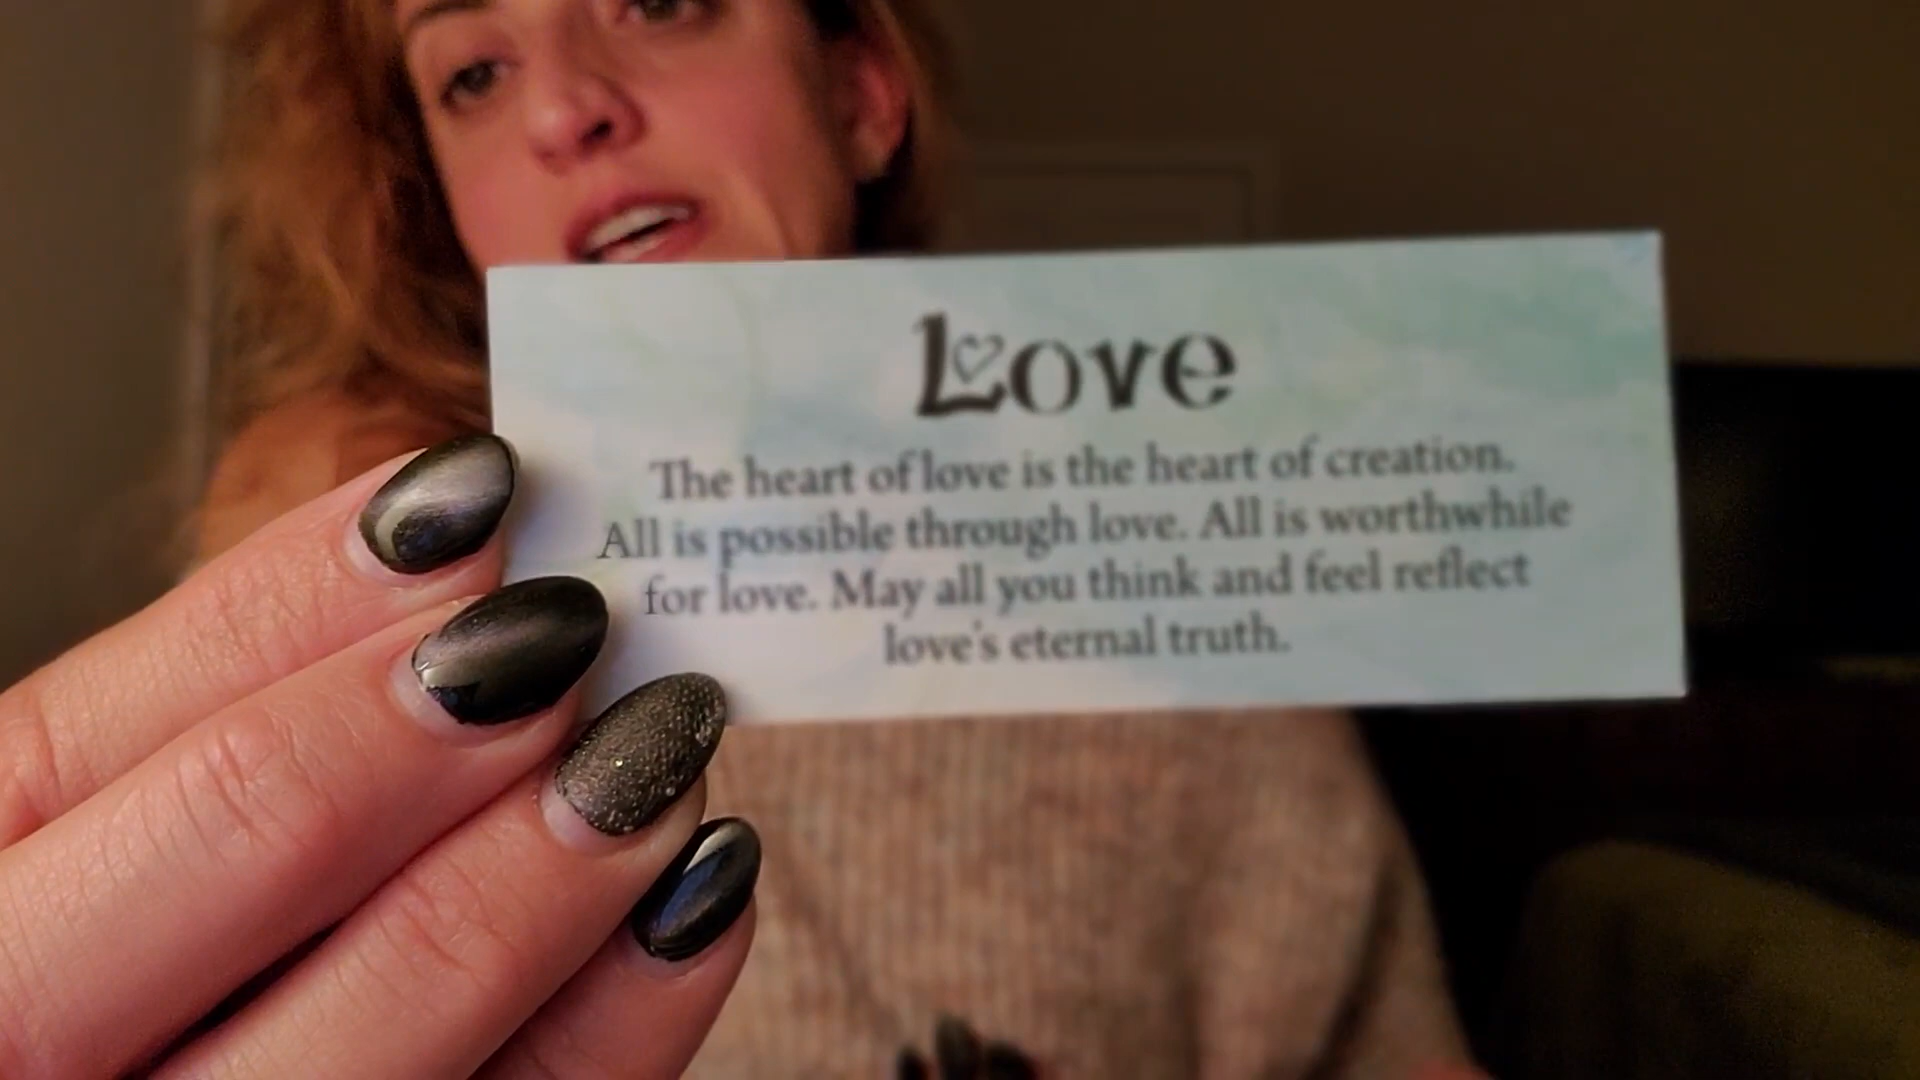 Love
The heart of love is the heart of creation.
All is possible through love. All is worthwhile
for love. May all you think and feel reflect
love's eternal truth.